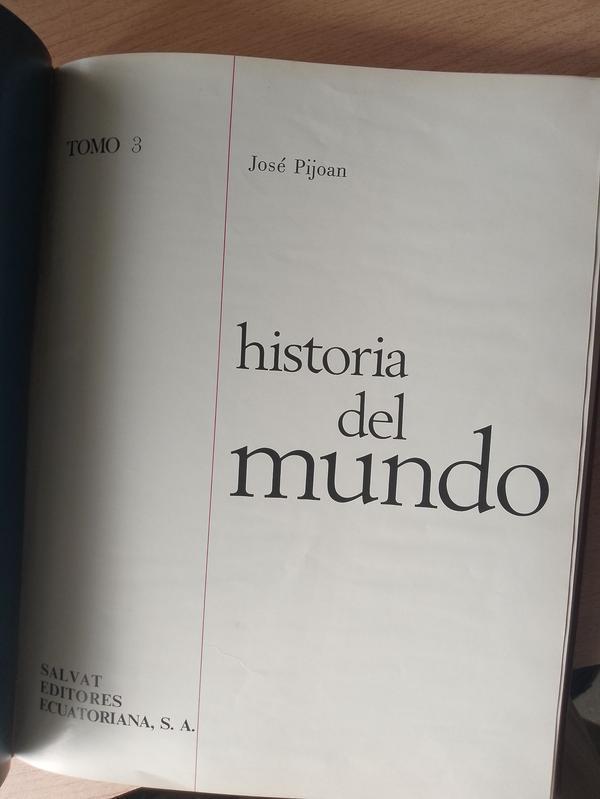 TOMO 3
José Pijoan
historia
del
mundo
SALVAT
EDITORES
ECUATORIANA, S. A.